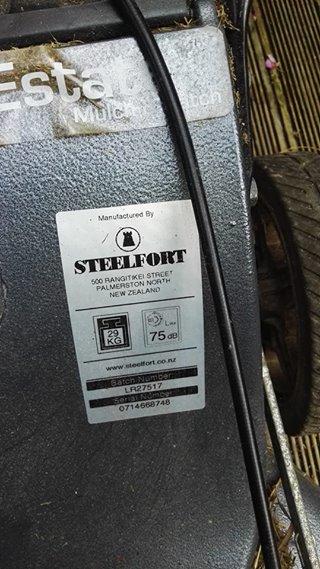 Estat
Mulc
Manufactured By
STEELFORT
500 RANGITIKEI STREET
PALMERSTON NORTH
NEW ZEALAND
29
KG
75 dB
www.steelfort.co.nz
Batch Number:
LR27517
Serial Number:
0714668748